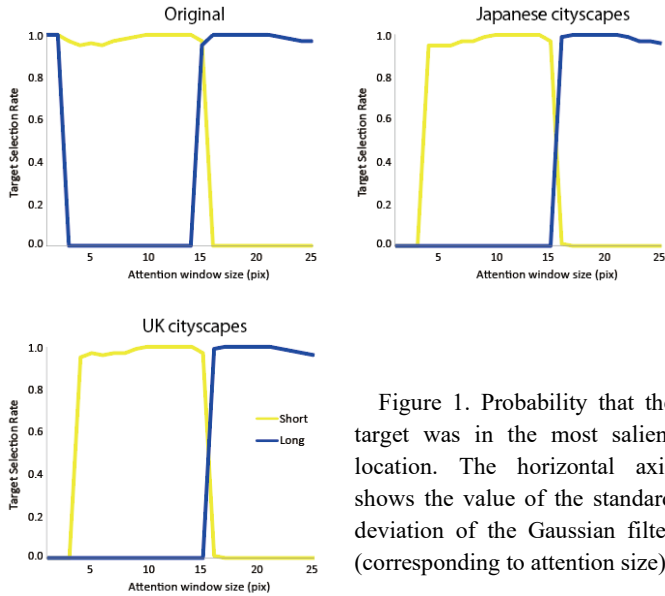 Original
Target Selection Rate
1.0
0.8
0.6
0.4
0.2
0.0
5 10 15 20 25
Attention window size (pix)
Japanese cityscapes
Target Selection Rate
1.0
0.8
0.6
0.4
0.2
0.0
5 10 15 20 25
Attention window size (pix)
UK cityscapes
Target Selection Rate
1.0
0.8
0.6
0.4
0.2
0.0
5 10 15 20 25
Attention window size (pix)
Short
Long
Figure 1. Probability that the
target was in the most salien
location. The horizontal axi
shows the value of the standard
deviation of the Gaussian filte
(corresponding to attention size)